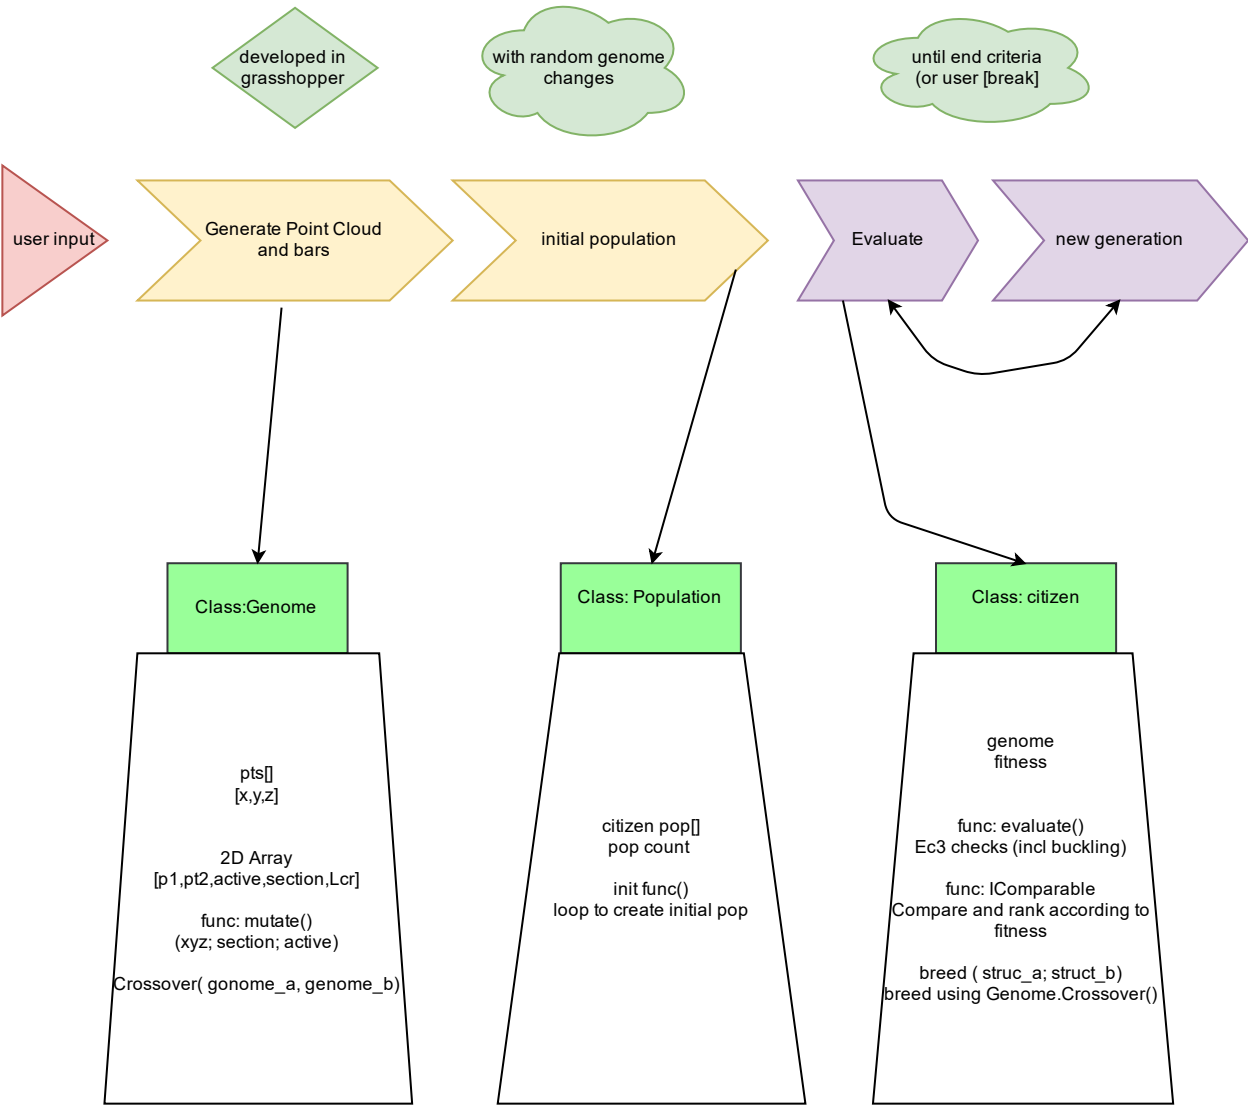 developed in
grasshopper
with random genome
changes
until end criteria
(or user [break]
user input
Generate Point Cloud
and bars
initial population
Evaluate
new generation
Class:Genome
Class: Population
Class: citizen
pts[]
[x,y,z]
2D Array
[p1,pt2,active,section,Lcr]
func: mutate()
(xyz; section; active)
Crossover( gonome_a, genome_b)
citizen pop[]
pop count
init func()
loop to create initial pop
genome
fitness
func: evaluate()
Ec3 checks (incl buckling)
func: IComparable
Compare and rank according to
fitness
breed ( struc_a; struct_b)
breed using Genome.Crossover()